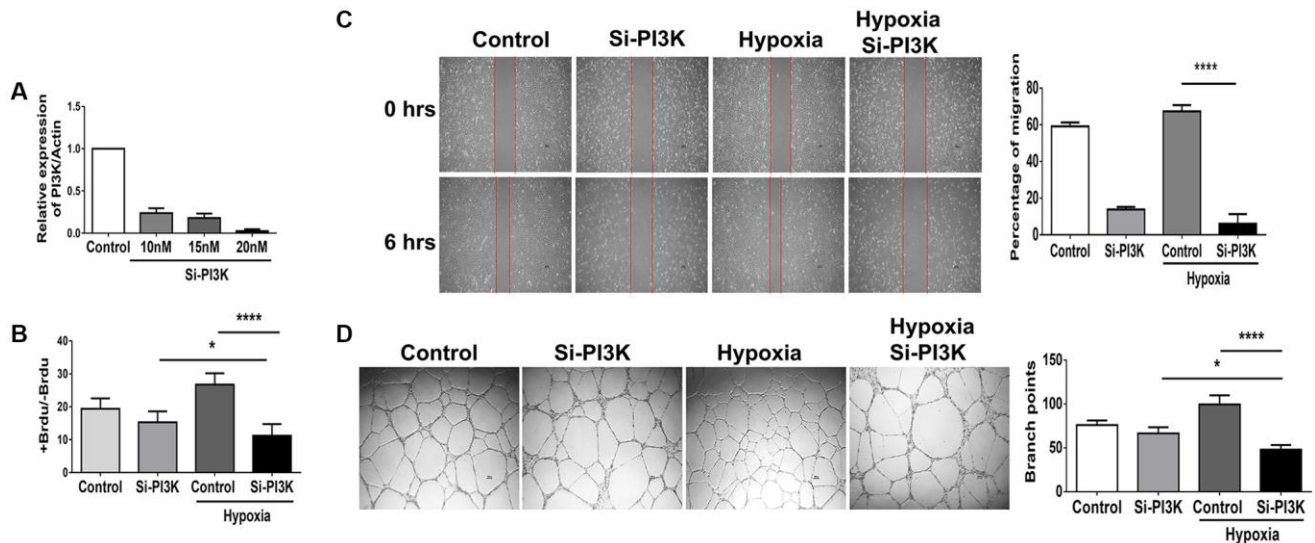 A
Relative expression
of PI3K/Actin
1.5
1.0
0.5
0.0
Control 10nM 15nM 20nM
Si-PI3K
B
+Brdu/-Brdu
40
30
20
10
0
*
****
Control Si-PI3K Control Si-PI3K
Hypoxia
C
Control Si-PI3K Hypoxia Hypoxia
Si-PI3K
0 hrs
6 hrs
Percentage of migration
80
60
40
20
0
****
Control Si-PI3K Control Si-PI3K
Hypoxia
D
Control Si-PI3K Hypoxia Hypoxia
Si-PI3K
Branch points
150
100
50
0
*
****
Control Si-PI3K Control Si-PI3K
Hypoxia